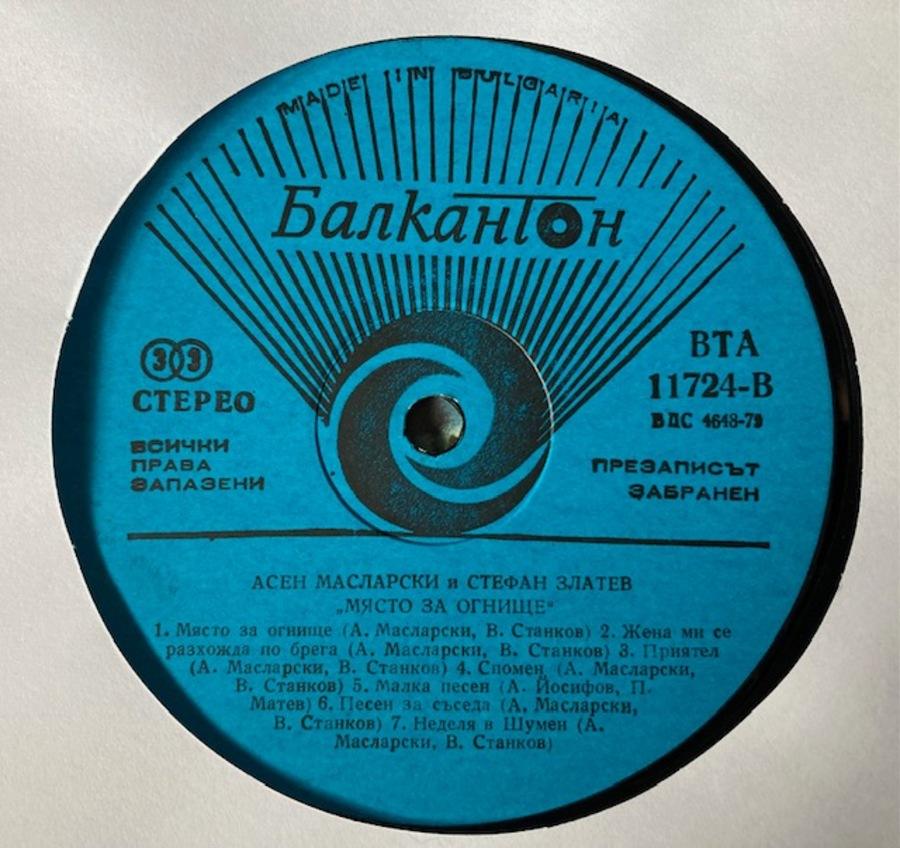 MADE IN BULGARIA
Балкантон
33
СТЕРЕО
ВСИЧКИ
ПРАВА
ЗАПАЗЕНИ
ВТА
11724-В
ВДС 4648-79
ПРЕЗАПИСЪТ
ЗАБРАНЕН
АСЕН МАСЛАРСКИ и СТЕФАН ЗЛАТЕВ
„МЯСТО ЗА ОГНИЩЕ“
1. Място за огнище (А. Масларски, В. Станков) 2. Жена ми се
разхожда по брега (А. Масларски, В. Станков) 3. Приятел
(А. Масларски, В. Станков) 4. Спомен (А. Масларски,
В. Станков) 5. Малка песен (А. Йосифов, П.
Матев) 6. Песен за съседа (А. Масларски,
В. Станков) 7. Неделя в Шумен (А.
Масларски, В. Станков)